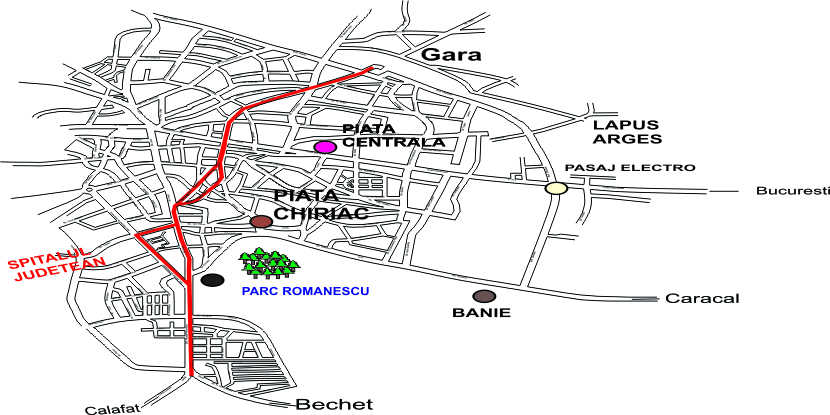 Gara
PIATA
CENTRALA
LAPUS
ARGES
PASAJ ELECTRO
Bucuresti
PIATA
CHIRIAC
SPITALUL
JUDETEAN
PARC ROMANESCU
BANIE
Caracal
Calafat
Bechet